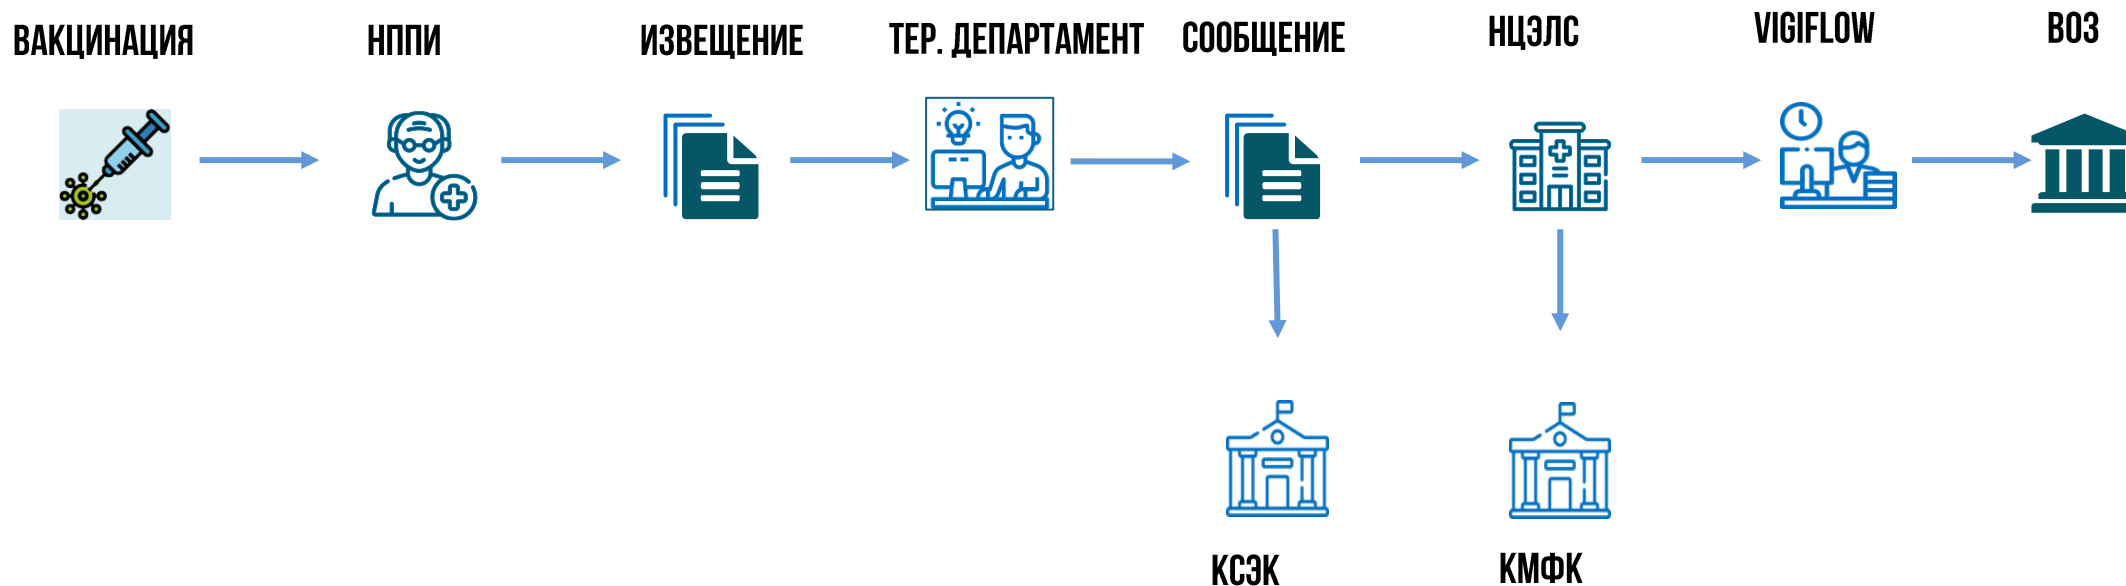 ВАКЦИНАЦИЯ
НППИ
ИЗВЕЩЕНИЕ
ТЕР. ДЕПАРТАМЕНТ
СООБЩЕНИЕ
НЦЭЛС
VIGIFLOW
ВОЗ
КСЭК
КМФК